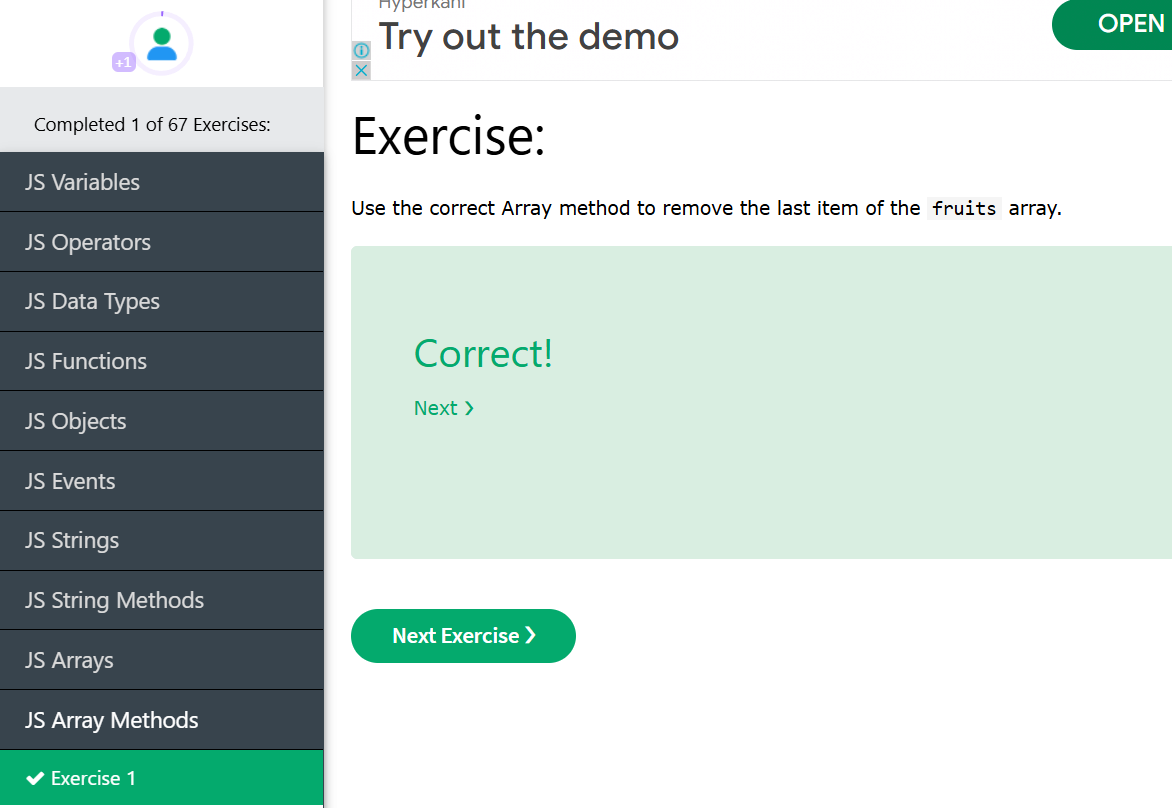 +1
Completed 1 of 67 Exercises:
JS Variables
JS Operators
JS Data Types
JS Functions
JS Objects
JS Events
JS Strings
JS String Methods
JS Arrays
JS Array Methods
Exercise 1
Hyperkani
Try out the demo
OPEN
Exercise:
Use the correct Array method to remove the last item of the fruits array.
Correct!
Next ❯
Next Exercise ❯